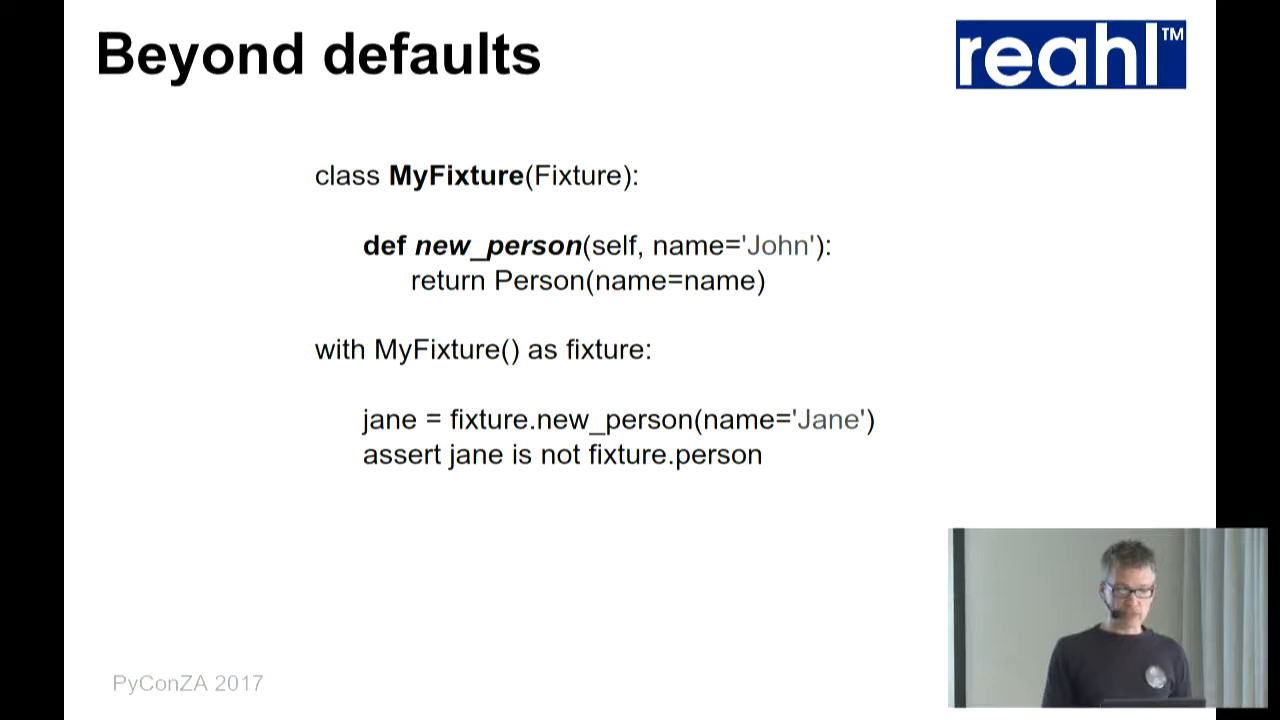 Beyond defaults
reahl™
class MyFixture(Fixture):
def new_person(self, name='John'):
return Person(name=name)
with MyFixture() as fixture:
jane = fixture.new_person(name='Jane')
assert jane is not fixture.person
PyConZA 2017